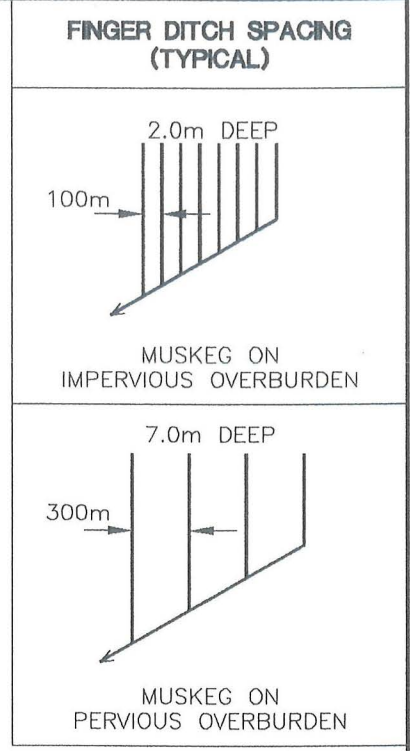 FINGER DITCH SPACING
(TYPICAL)
2.0m DEEP
100m
MUSKEG ON
IMPERVIOUS OVERBURDEN
7.0m DEEP
300m
MUSKEG ON
PERVIOUS OVERBURDEN